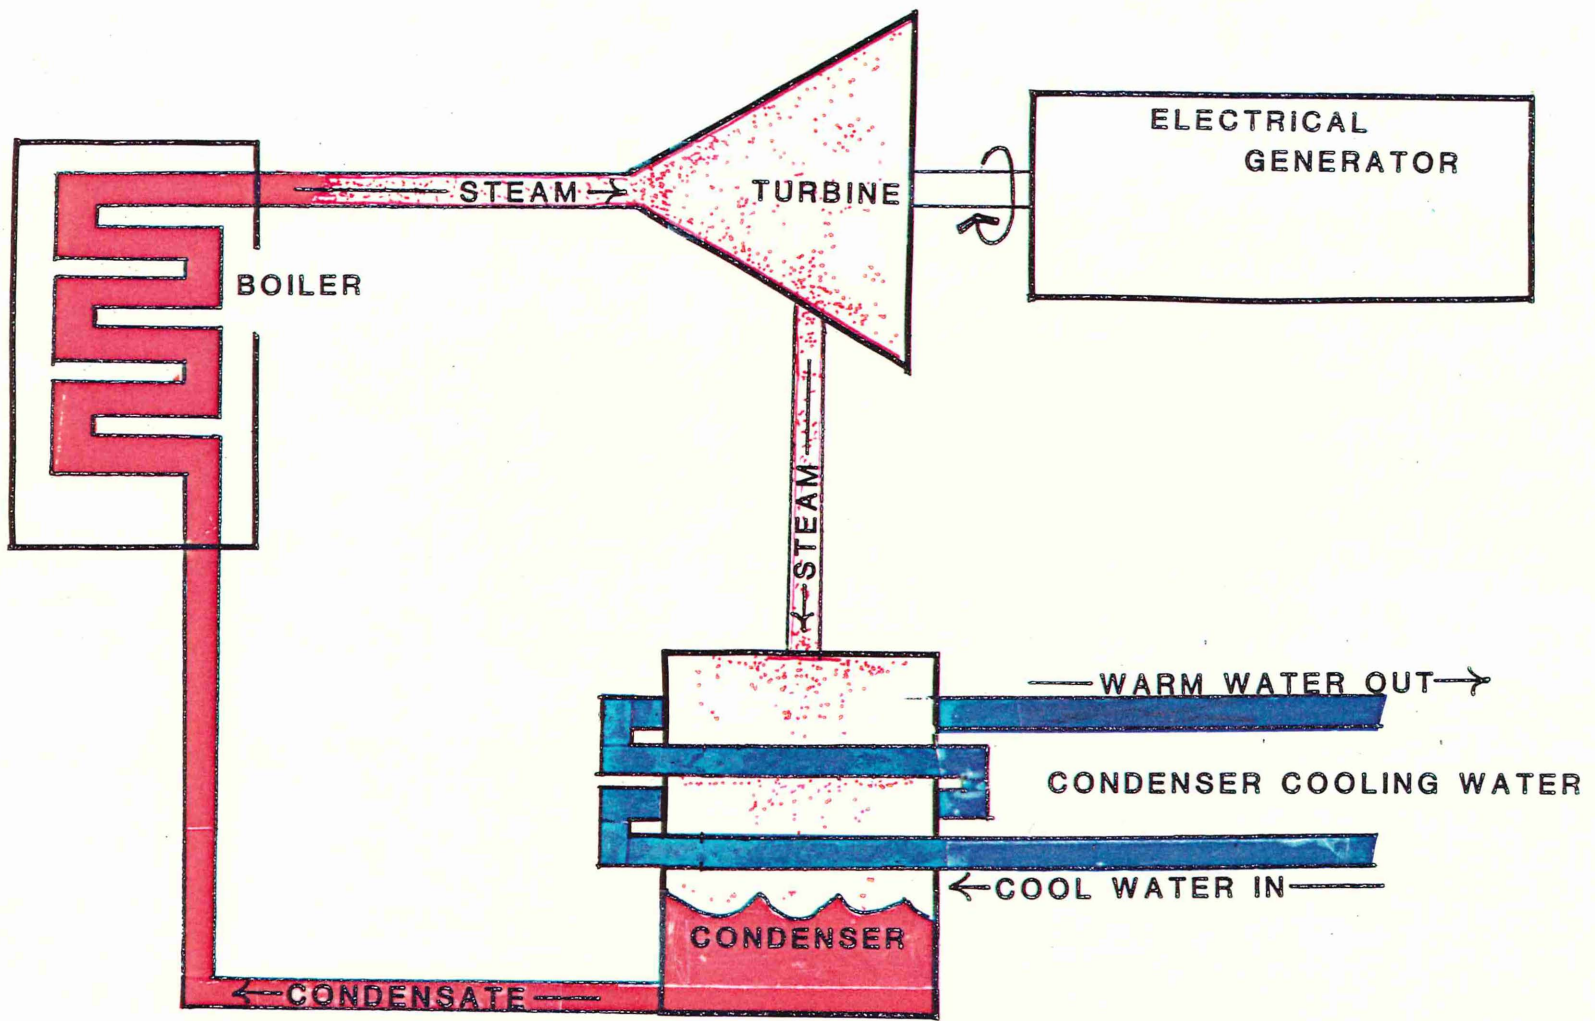 ELECTRICAL
GENERATOR
STEAM
TURBINE
BOILER
STEAM
WARM WATER OUT
CONDENSER COOLING WATER
COOL WATER IN
CONDENSER
CONDENSATE